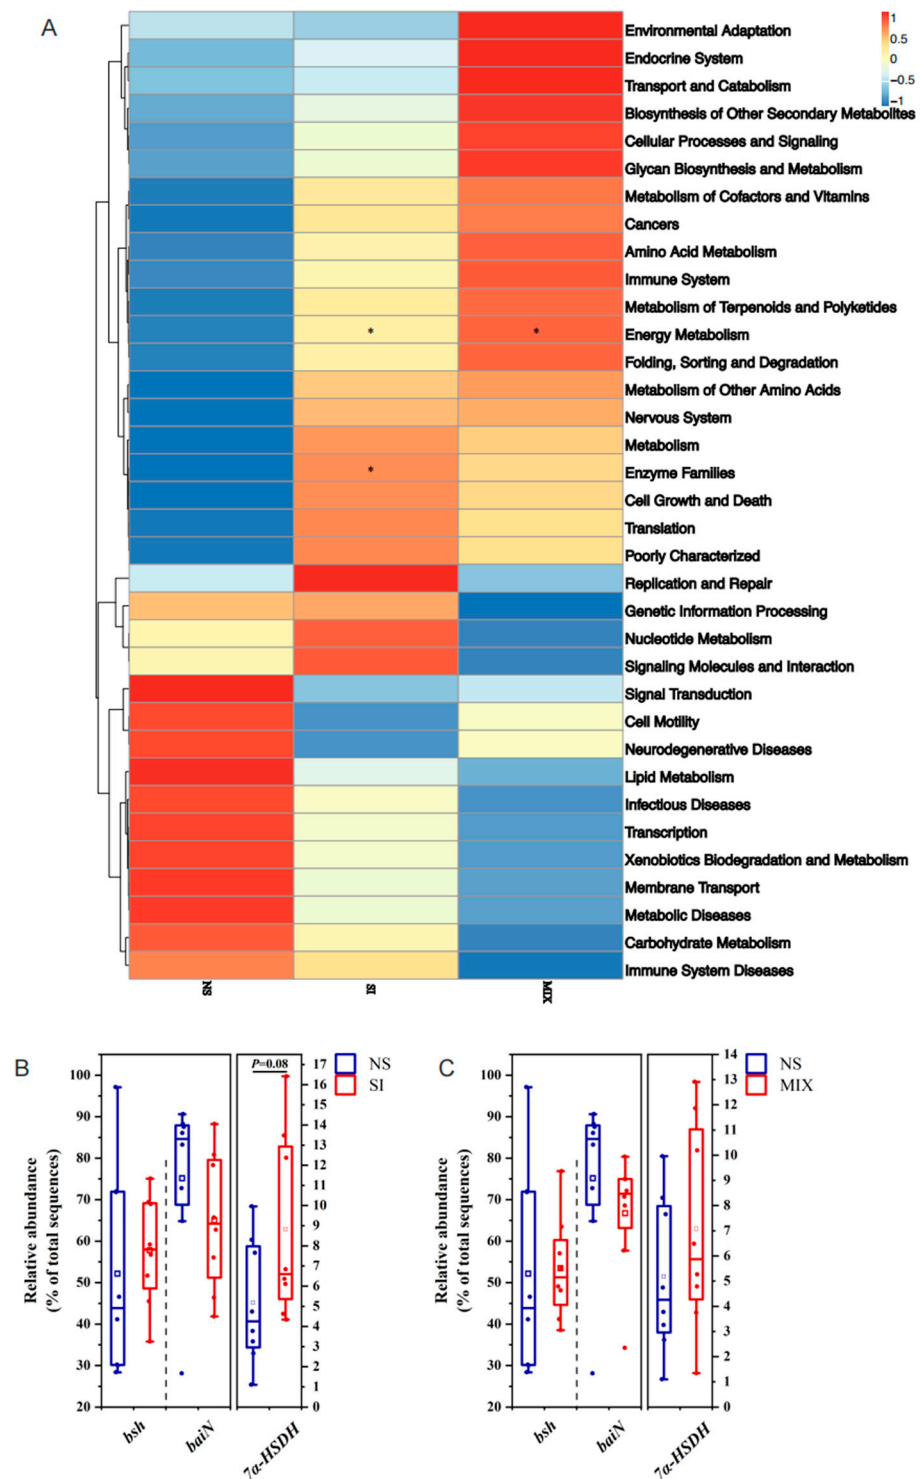 A
1
0.5
0
-0.5
-1
Environmental Adaptation
Endocrine System
Transport and Catabolism
Biosynthesis of Other Secondary Metabolites
Cellular Processes and Signaling
Glycan Biosynthesis and Metabolism
Metabolism of Cofactors and Vitamins
Cancers
Amino Acid Metabolism
Immune System
Metabolism of Terpenoids and Polyketides
* * Energy Metabolism
Folding, Sorting and Degradation
Metabolism of Other Amino Acids
Nervous System
Metabolism
* Enzyme Families
Cell Growth and Death
Translation
Poorly Characterized
Replication and Repair
Genetic Information Processing
Nucleotide Metabolism
Signaling Molecules and Interaction
Signal Transduction
Cell Motility
Neurodegenerative Diseases
Lipid Metabolism
Infectious Diseases
Transcription
Xenobiotics Biodegradation and Metabolism
Membrane Transport
Metabolic Diseases
Carbohydrate Metabolism
Immune System Diseases
NS SI MIX
B
Relative abundance
(% of total sequences)
100
90
80
70
60
50
40
30
20
P=0.08
17
16
15
14
13
12
11
10
9
8
7
6
5
4
3
2
1
0
NS
SI
bsh baiN 7α-HSDH
C
Relative abundance
(% of total sequences)
100
90
80
70
60
50
40
30
20
14
13
12
11
10
9
8
7
6
5
4
3
2
1
0
NS
MIX
bsh baiN 7α-HSDH